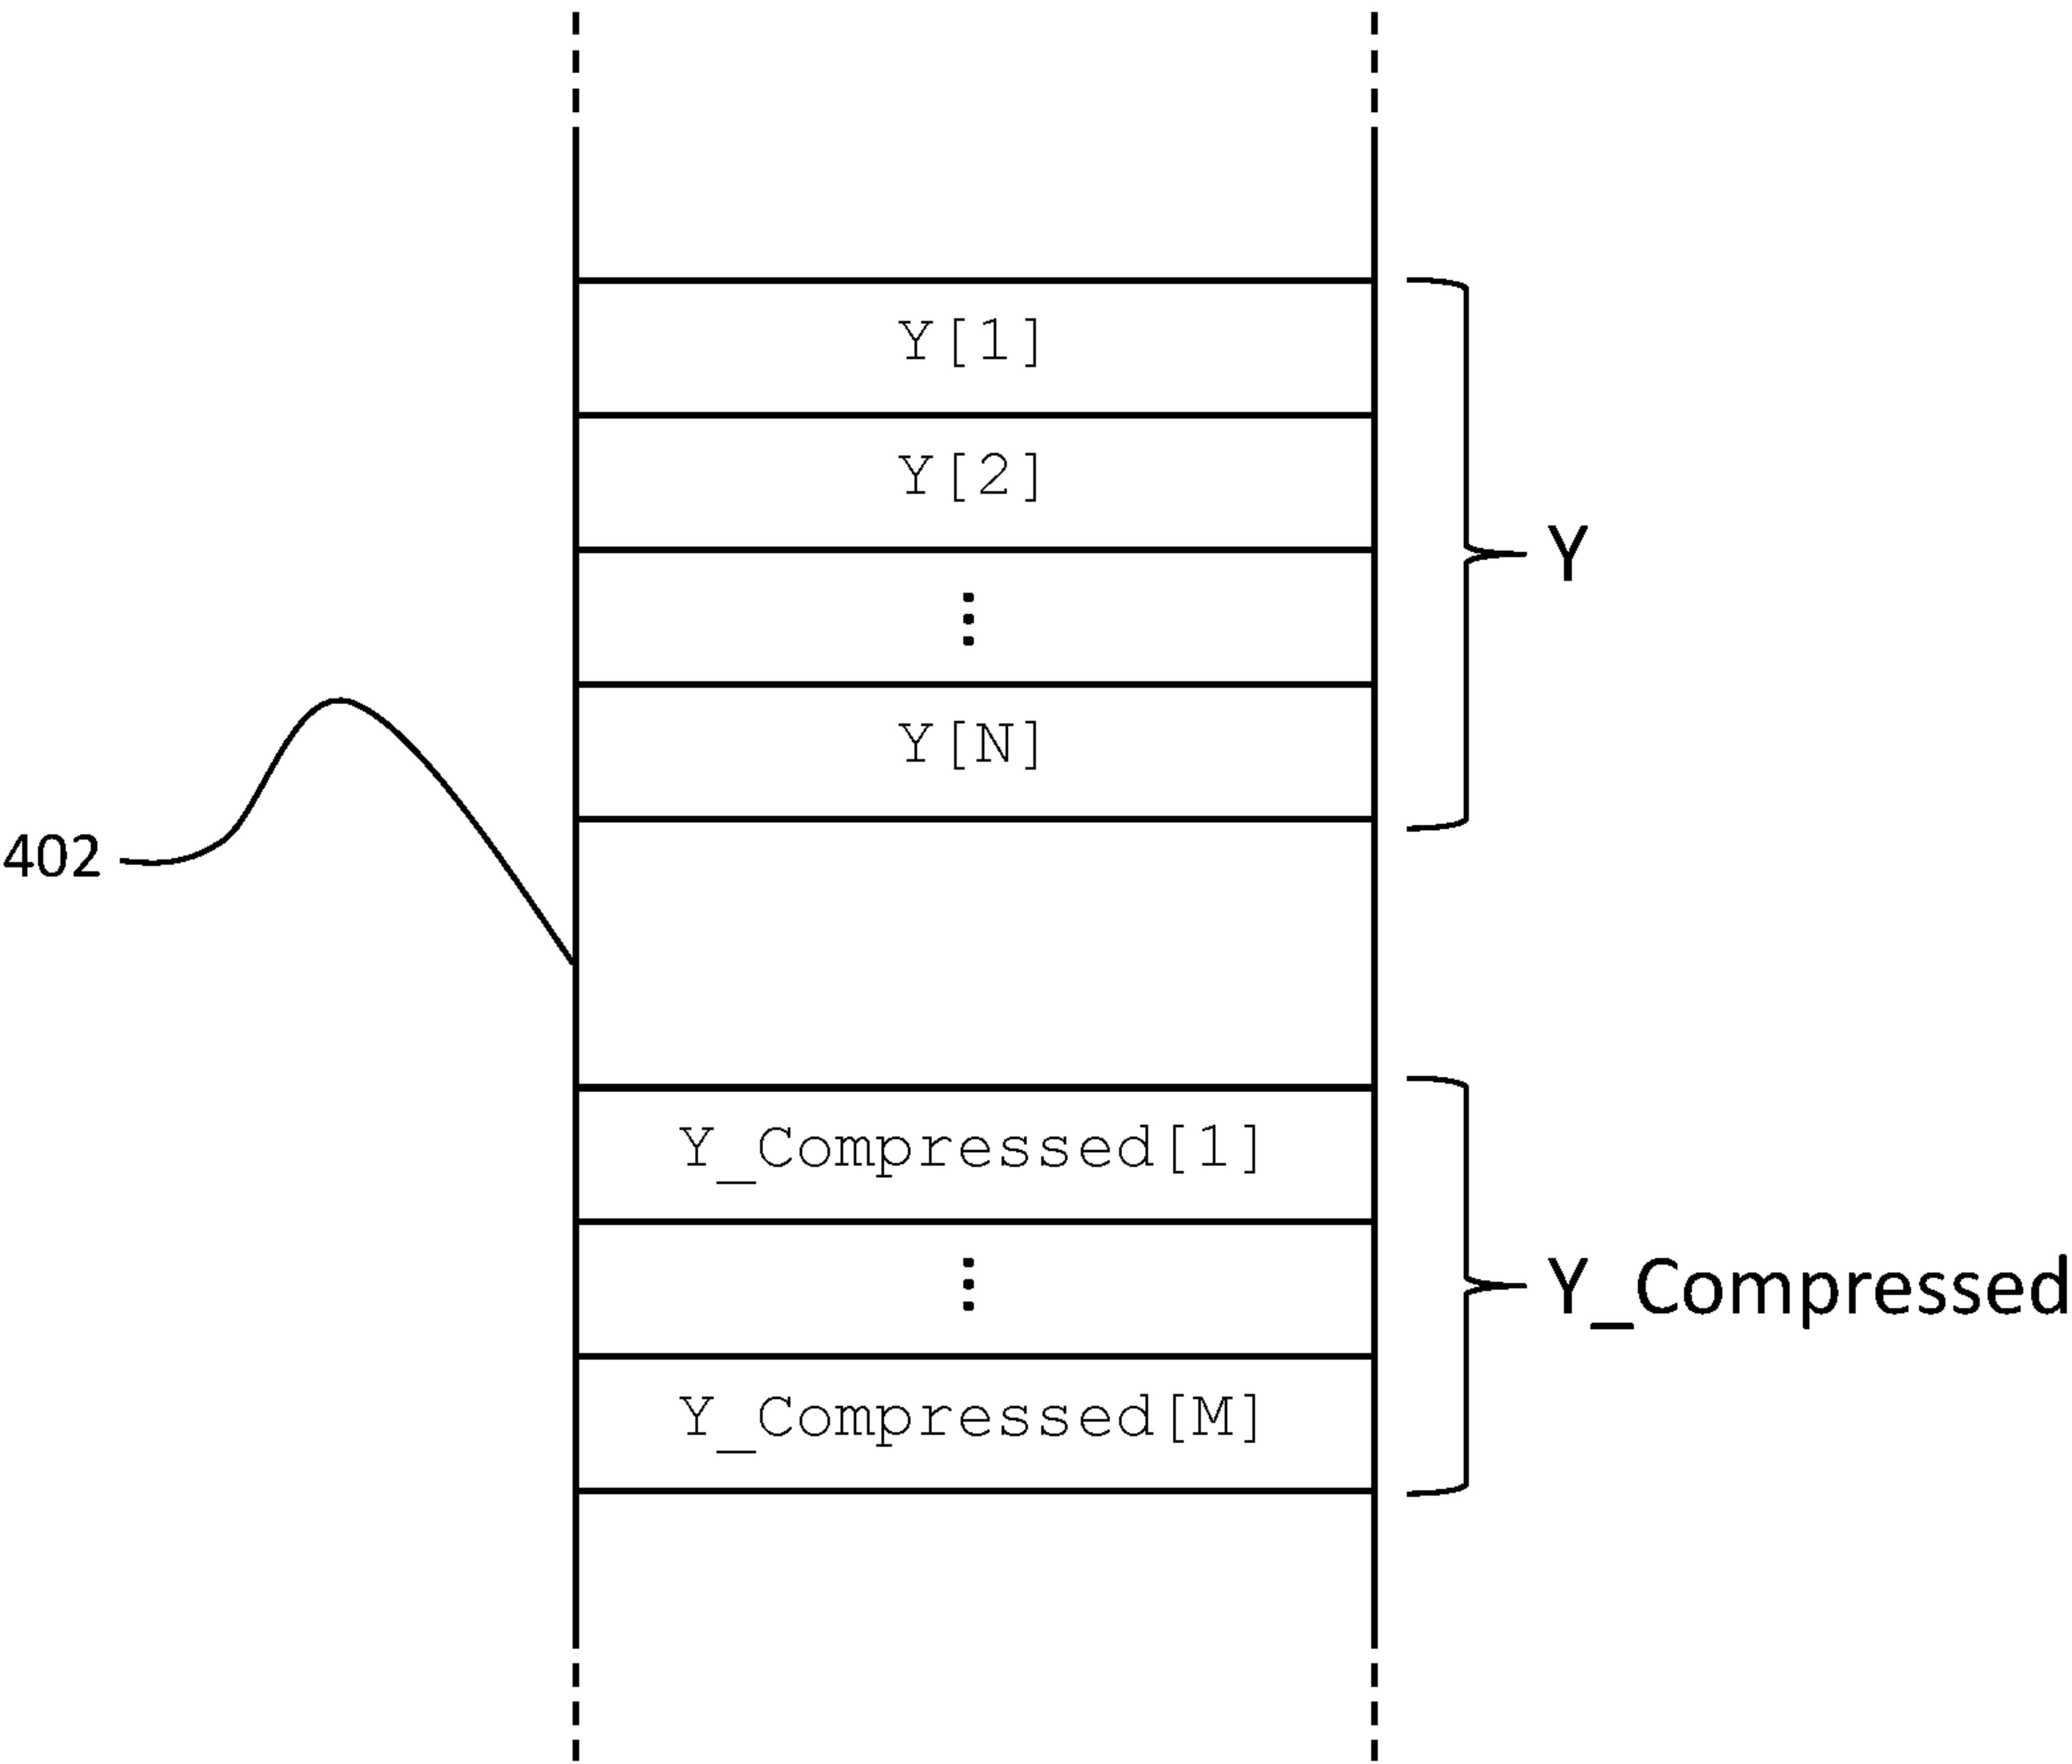 Y[1]
Y[2]
⋮
Y
Y[N]
402
Y_Compressed[1]
⋮
Y_Compressed
Y_Compressed[M]